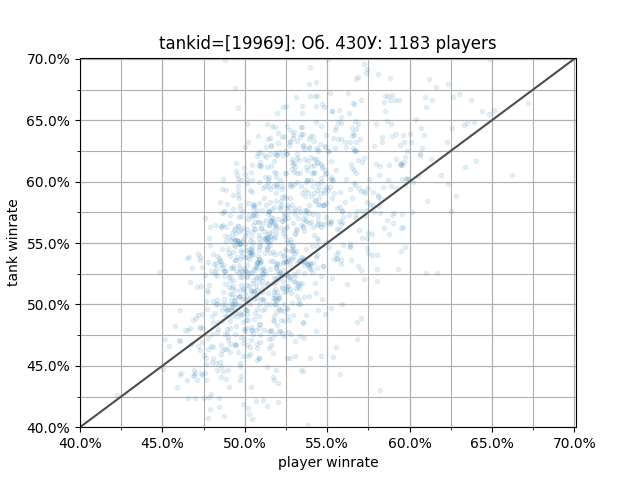 tankid=[19969]: Об. 430У: 1183 players
70.0%
65.0%
60.0%
55.0%
50.0%
45.0%
40.0%
tank winrate
40.0% 45.0% 50.0% 55.0% 60.0% 65.0% 70.0%
player winrate